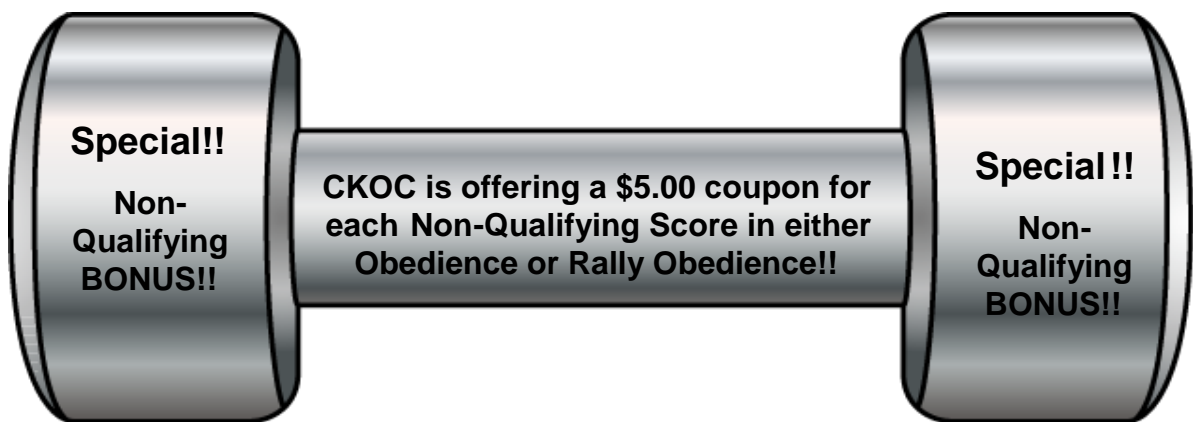 Special!!
Non-
Qualifying
BONUS!!
CKOC is offering a $5.00 coupon for
each Non-Qualifying Score in either
Obedience or Rally Obedience!!
Special!!
Non-
Qualifying
BONUS!!